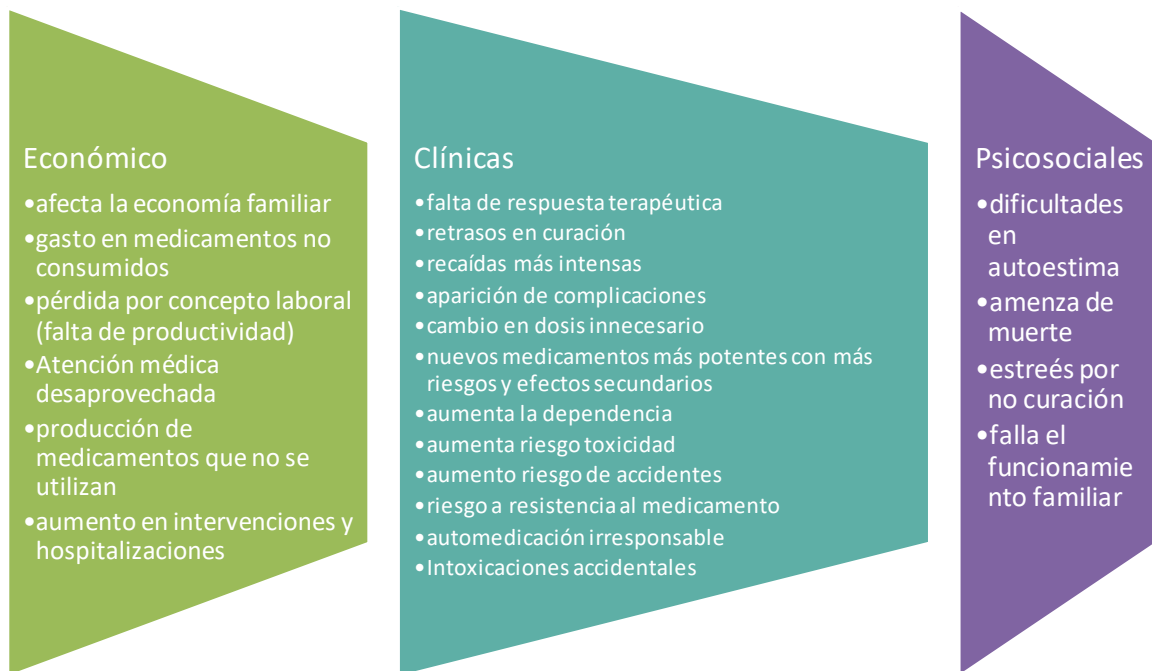 Económico
•afecta la economía familiar
•gasto en medicamentos no
consumidos
•pérdida por concepto laboral
(falta de productividad)
•Atención médica
desaprovechada
•producción de
medicamentos que no se
utilizan
•aumento en intervenciones y
hospitalizaciones
Clínicas
•falta de respuesta terapéutica
•retrasos en curación
•recaídas más intensas
•aparición de complicaciones
•cambio en dosis innecesario
•nuevos medicamentos más potentes con más
riesgos y efectos secundarios
•aumenta la dependencia
•aumenta riesgo toxicidad
•aumento riesgo de accidentes
•riesgo a resistencia al medicamento
•automedicación irresponsable
•Intoxicaciones accidentales
Psicosociales
•dificultades
en
autoestima
•amenza de
muerte
•estreés por
no curación
•falla el
funcionamie
nto familiar